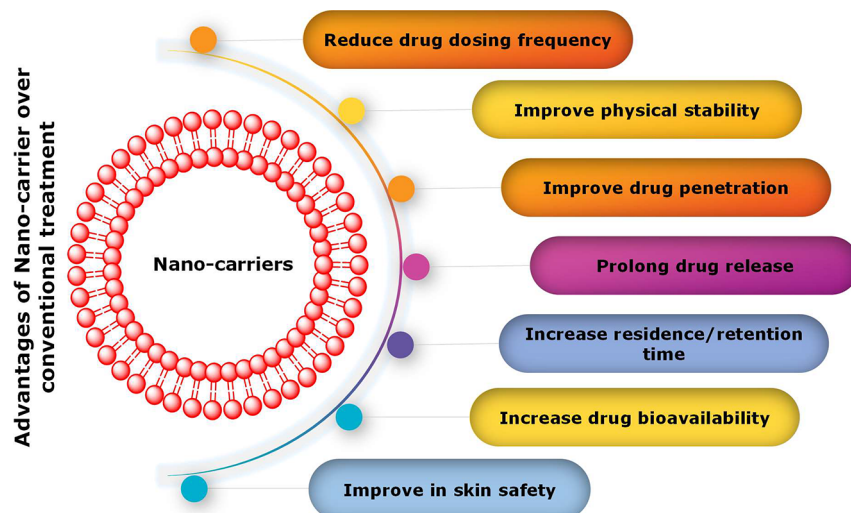 Advantages of Nano-carrier over
conventional treatment
Nano-carriers
Reduce drug dosing frequency
Improve physical stability
Improve drug penetration
Prolong drug release
Increase residence/retention
time
Increase drug bioavailability
Improve in skin safety